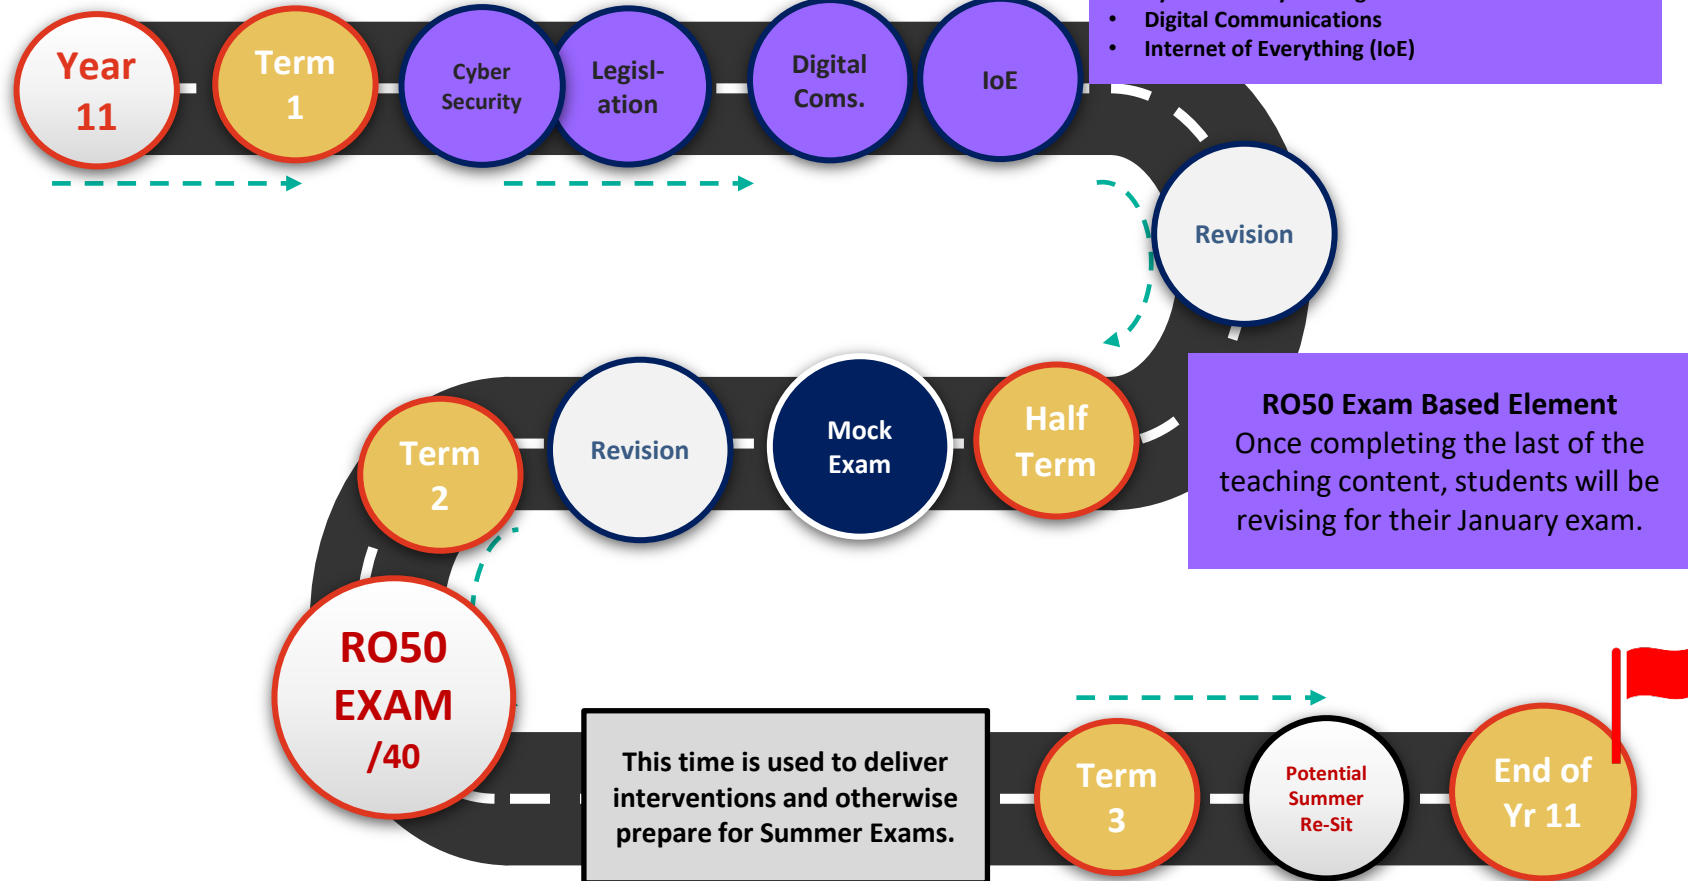 Year
11
Term
1
Cyber
Security
Legisl-
ation
Digital
Coms.
IoE
• Digital Communications
• Internet of Everything (IoE)
Revision
Term
2
Revision
Mock
Exam
Half
Term
RO50 Exam Based Element
Once completing the last of the
teaching content, students will be
revising for their January exam.
RO50
EXAM
/40
This time is used to deliver
interventions and otherwise
prepare for Summer Exams.
Term
3
Potential
Summer
Re-Sit
End of
Yr 11